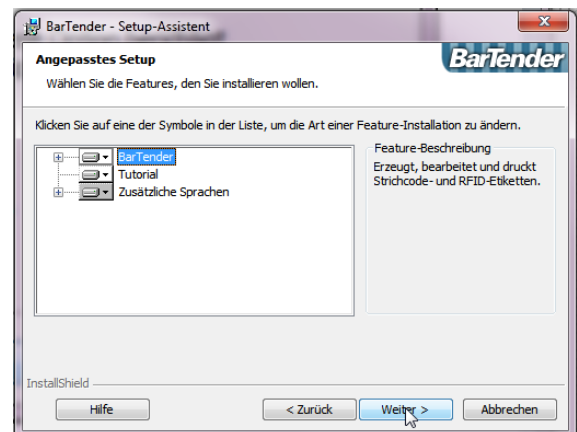 BarTender - Setup-Assistent
Angepasstes Setup
BarTender
Wählen Sie die Features, den Sie installieren wollen.
Klicken Sie auf eine der Symbole in der Liste, um die Art einer Feature-Installation zu ändern.
BarTender
Tutorial
Zusätzliche Sprachen
Feature-Beschreibung
Erzeugt, bearbeitet und druckt
Strichcode- und RFID-Etiketten.
InstallShield
Hilfe
< Zurück
Weiter >
Abbrechen